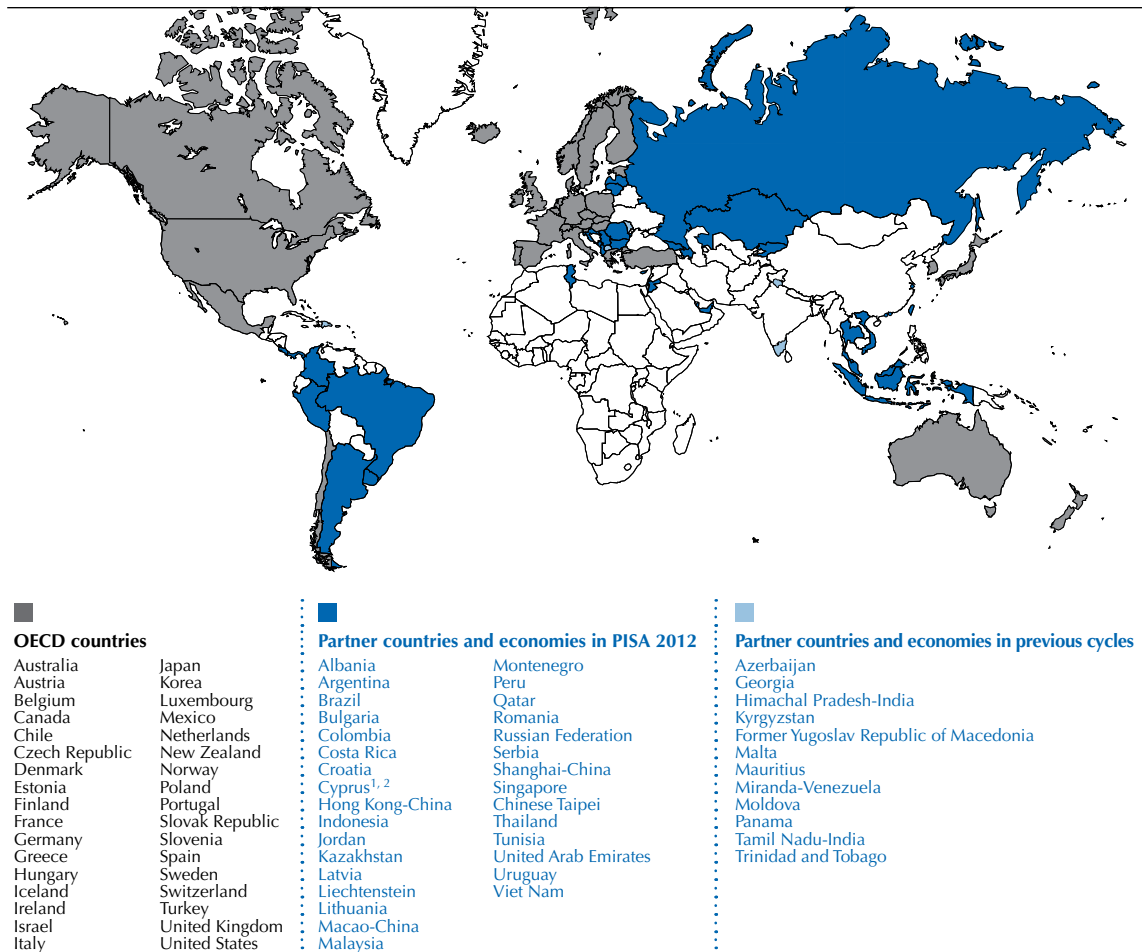 OECD countries
Australia
Austria
Belgium
Canada
Chile
Czech Republic
Denmark
Estonia
Finland
France
Germany
Greece
Hungary
Iceland
Ireland
Israel
Italy
Japan
Korea
Luxembourg
Mexico
Netherlands
New Zealand
Norway
Poland
Portugal
Slovak Republic
Slovenia
Spain
Sweden
Switzerland
Turkey
United Kingdom
United States
Partner countries and economies in PISA 2012
Albania
Argentina
Brazil
Bulgaria
Colombia
Costa Rica
Croatia
Cyprus1, 2
Hong Kong-China
Indonesia
Jordan
Kazakhstan
Latvia
Liechtenstein
Lithuania
Macao-China
Malaysia
Montenegro
Peru
Qatar
Romania
Russian Federation
Serbia
Shanghai-China
Singapore
Chinese Taipei
Thailand
Tunisia
United Arab Emirates
Uruguay
Viet Nam
Partner countries and economies in previous cycles
Azerbaijan
Georgia
Himachal Pradesh-India
Kyrgyzstan
Former Yugoslav Republic of Macedonia
Malta
Mauritius
Miranda-Venezuela
Moldova
Panama
Tamil Nadu-India
Trinidad and Tobago